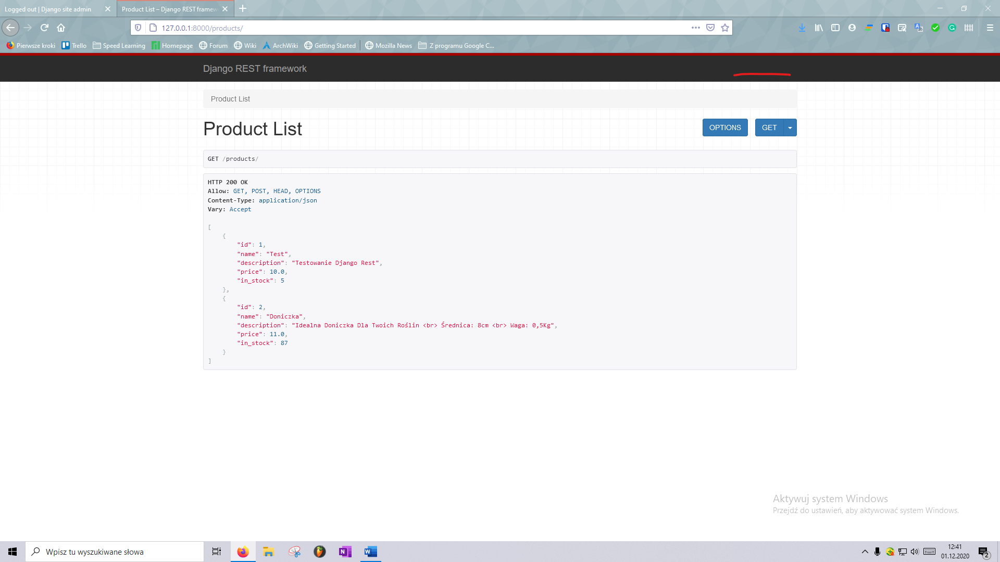 Logged out | Django site admin
Product List – Django REST framew
127.0.0.1:8000/products/
Pierwsze kroki
Trello
Speed Learning
Homepage
Forum
Wiki
ArchWiki
Getting Started
Mozilla News
Z programu Google C...
Django REST framework
Product List
Product List
OPTIONS
GET
GET /products/
HTTP 200 OK
Allow: GET, POST, HEAD, OPTIONS
Content-Type: application/json
Vary: Accept
[
    {
        "id": 1,
        "name": "Test",
        "description": "Testowanie Django Rest",
        "price": 10.0,
        "in_stock": 5
    },
    {
        "id": 2,
        "name": "Doniczka",
        "description": "Idealna Doniczka Dla Twoich Roślin <br> Średnica: 8cm <br> Waga: 0,5Kg",
        "price": 11.0,
        "in_stock": 87
    }
]
Aktywuj system Windows
Przejdź do ustawień, aby aktywować system Windows.
Wpisz tu wyszukiwane słowa
12:41
01.12.2020
2